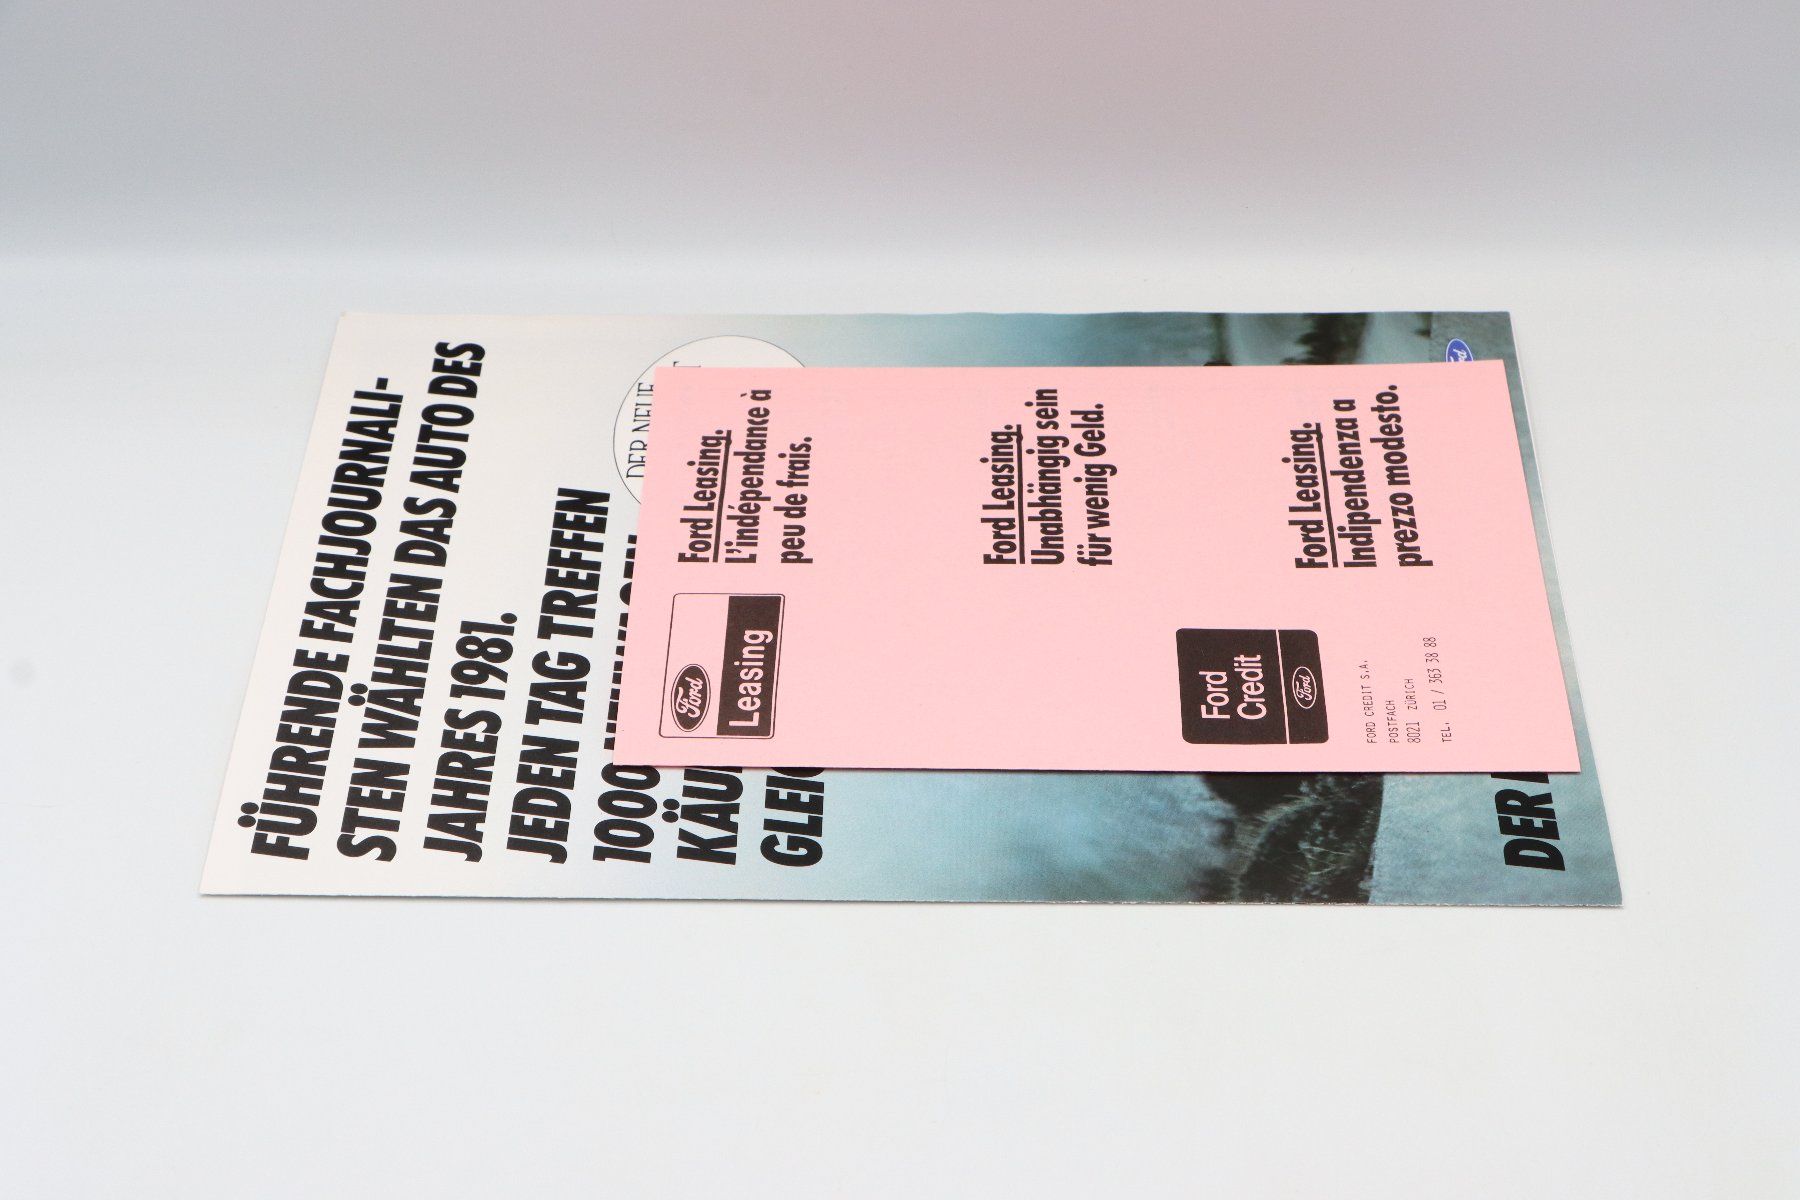 FÜHRENDE FACHJOURNALI-
STEN WÄHLTEN DAS AUTO DES
JAHRES 1981.
JEDEN TAG TREFFEN
1000
DER NEUE
DER
Ford
Leasing
Ford Leasing.
L'indépendance à
peu de frais.
Ford Leasing.
Unabhängig sein
für wenig Geld.
Ford Leasing.
Indipendenza a
prezzo modesto.
Ford
Credit
Ford
FORD CREDIT S.A.
POSTFACH
8021 ZÜRICH
TEL. 01 / 363 38 88